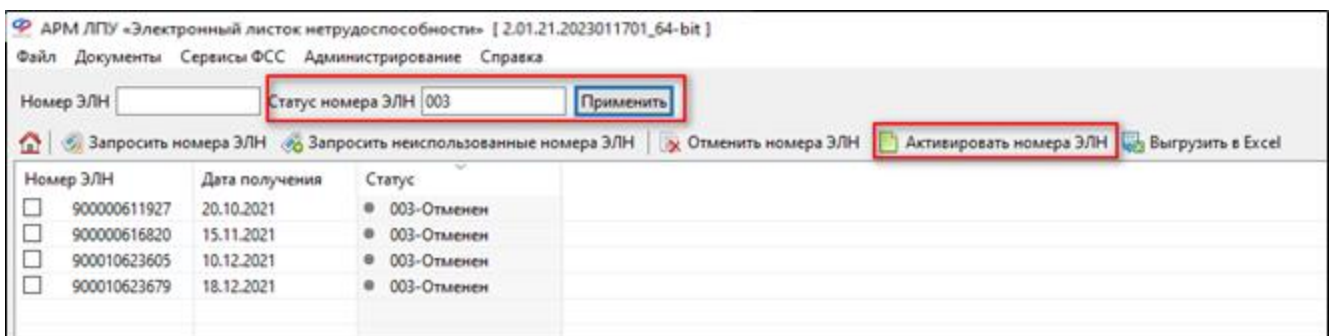 АРМ ЛПУ «Электронный листок нетрудоспособности» [ 2.01.21.2023011701_64-bit ]
Файл Документы Сервисы ФСС Администрирование Справка
Номер ЭЛН Статус номера ЭЛН 003 Применить
Запросить номера ЭЛН Запросить неиспользованные номера ЭЛН Отменить номера ЭЛН Активировать номера ЭЛН Выгрузить в Excel
Номер ЭЛН Дата получения Статус
900000611927 20.10.2021 003-Отменен
900000616820 15.11.2021 003-Отменен
900010623605 10.12.2021 003-Отменен
900010623679 18.12.2021 003-Отменен